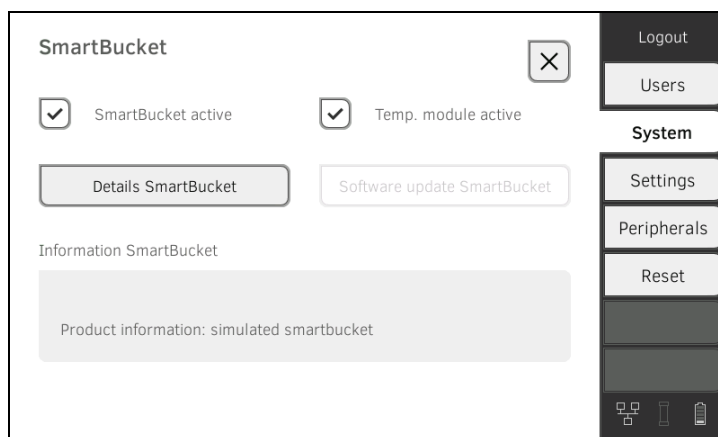 SmartBucket
SmartBucket active
Temp. module active
Details SmartBucket
Software update SmartBucket
Information SmartBucket
Product information: simulated smartbucket
Logout
Users
System
Settings
Peripherals
Reset